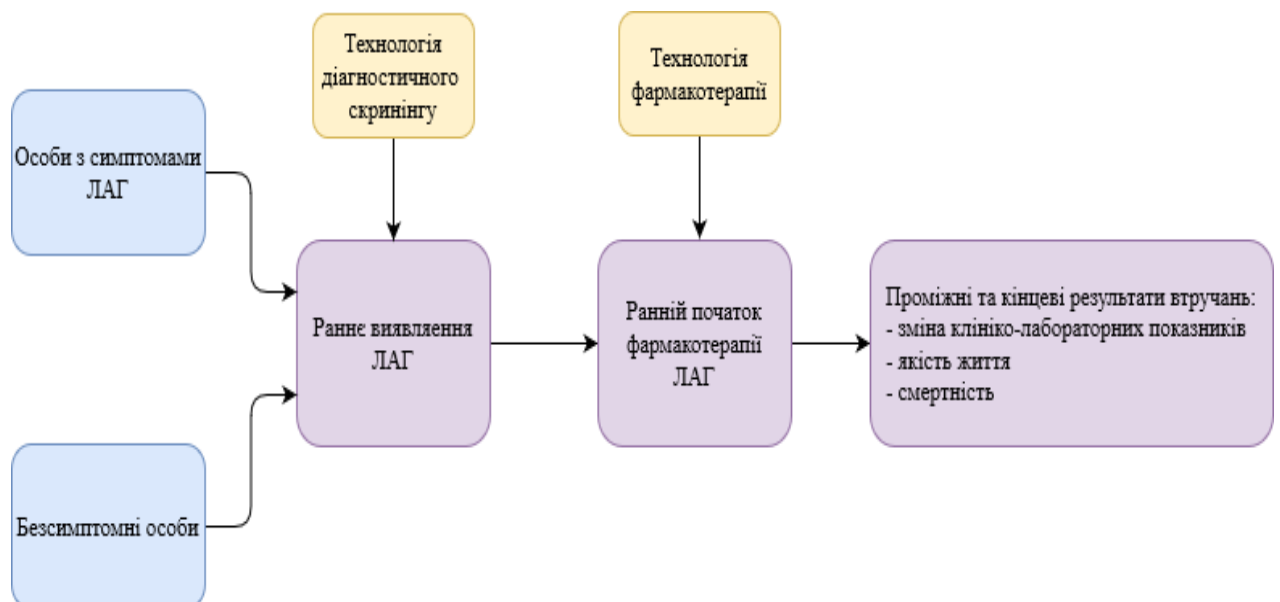 Технологія
діагностичного
скринінгу
Технологія
фармакотерапії
Особи з симптомами
ЛАГ
Раннє виявляення
ЛАГ
Ранній початок
фармакотерапії
ЛАГ
Проміжні та кінцеві результати втручань:
- зміна клініко-лабораторних показників
- якість життя
- смертність
Безсимптомні особи